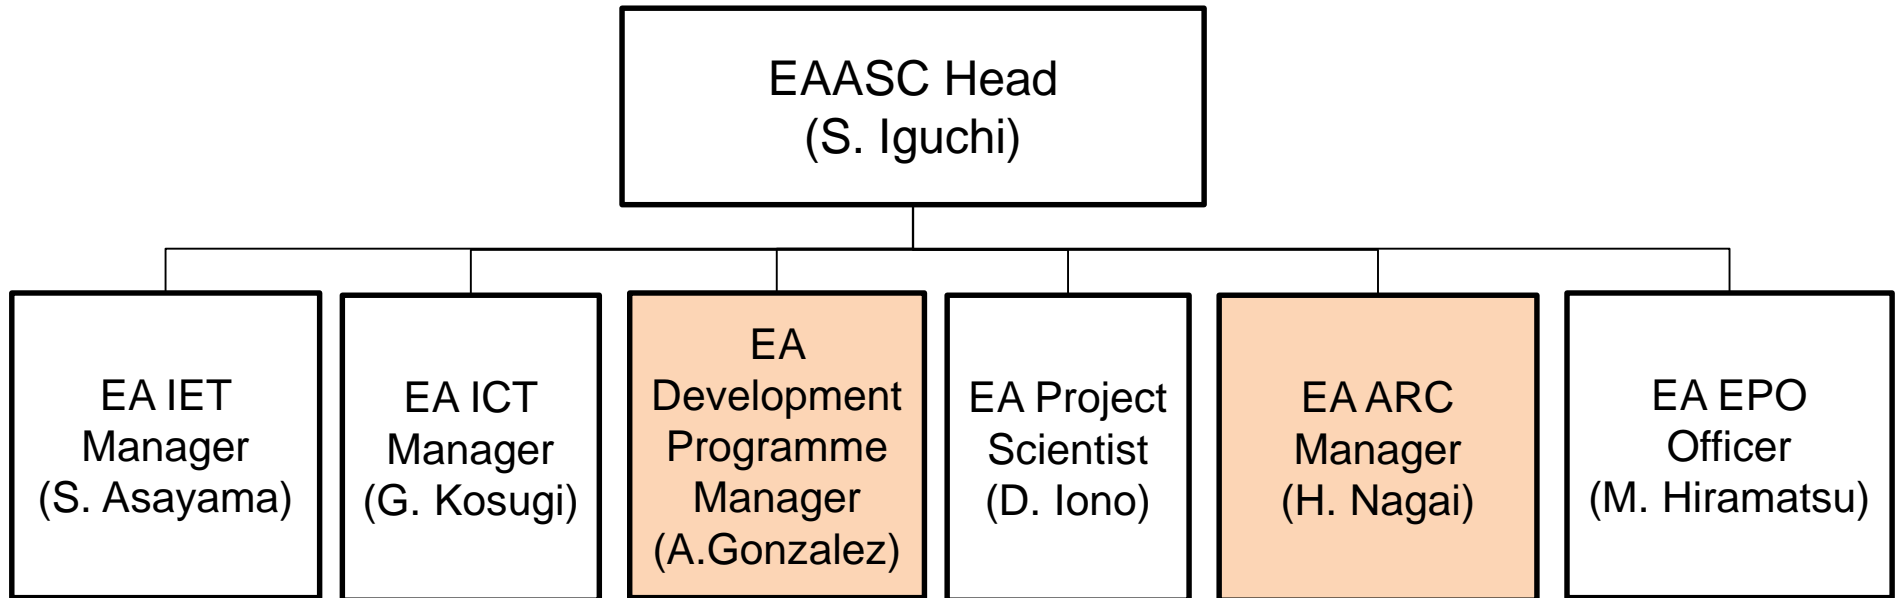 EAASC Head
(S. Iguchi)
EA IET
Manager
(S. Asayama)
EA ICT
Manager
(G. Kosugi)
EA
Development
Programme
Manager
(A.Gonzalez)
EA Project
Scientist
(D. Iono)
EA ARC
Manager
(H. Nagai)
EA EPO
Officer
(M. Hiramatsu)